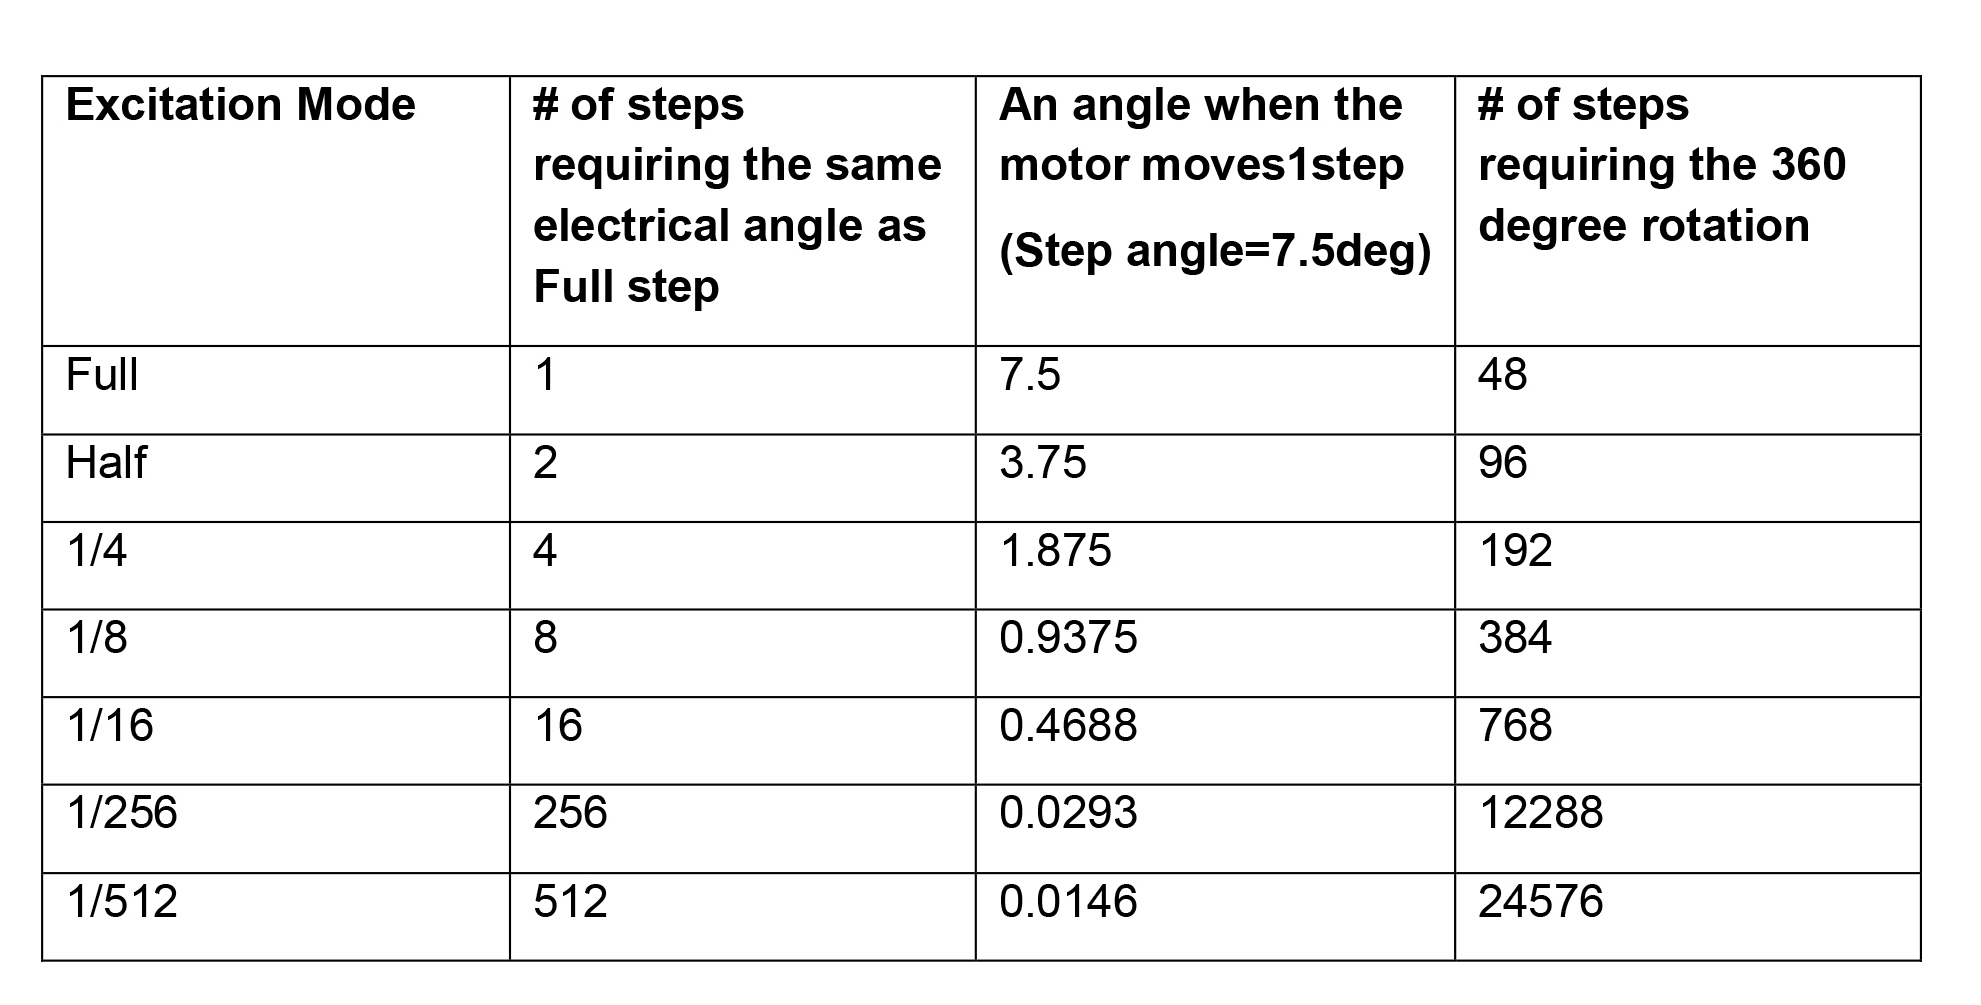 Excitation Mode
# of steps
requiring the same
electrical angle as
Full step
An angle when the
motor moves1step
(Step angle=7.5deg)
# of steps
requiring the 360
degree rotation
Full 1 7.5 48
Half 2 3.75 96
1/4 4 1.875 192
1/8 8 0.9375 384
1/16 16 0.4688 768
1/256 256 0.0293 12288
1/512 512 0.0146 24576